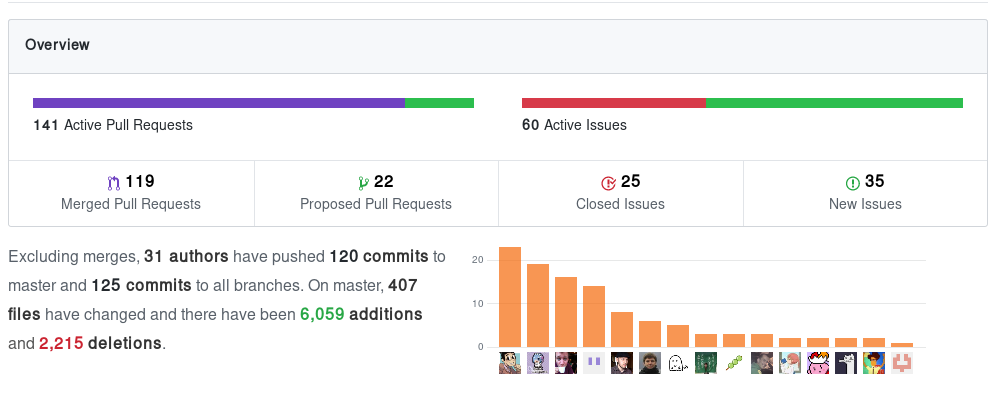 Overview
141 Active Pull Requests
60 Active Issues
119
Merged Pull Requests
22
Proposed Pull Requests
25
Closed Issues
35
New Issues
Excluding merges, 31 authors have pushed 120 commits to
master and 125 commits to all branches. On master, 407
files have changed and there have been 6,059 additions
and 2,215 deletions.
20
10
0